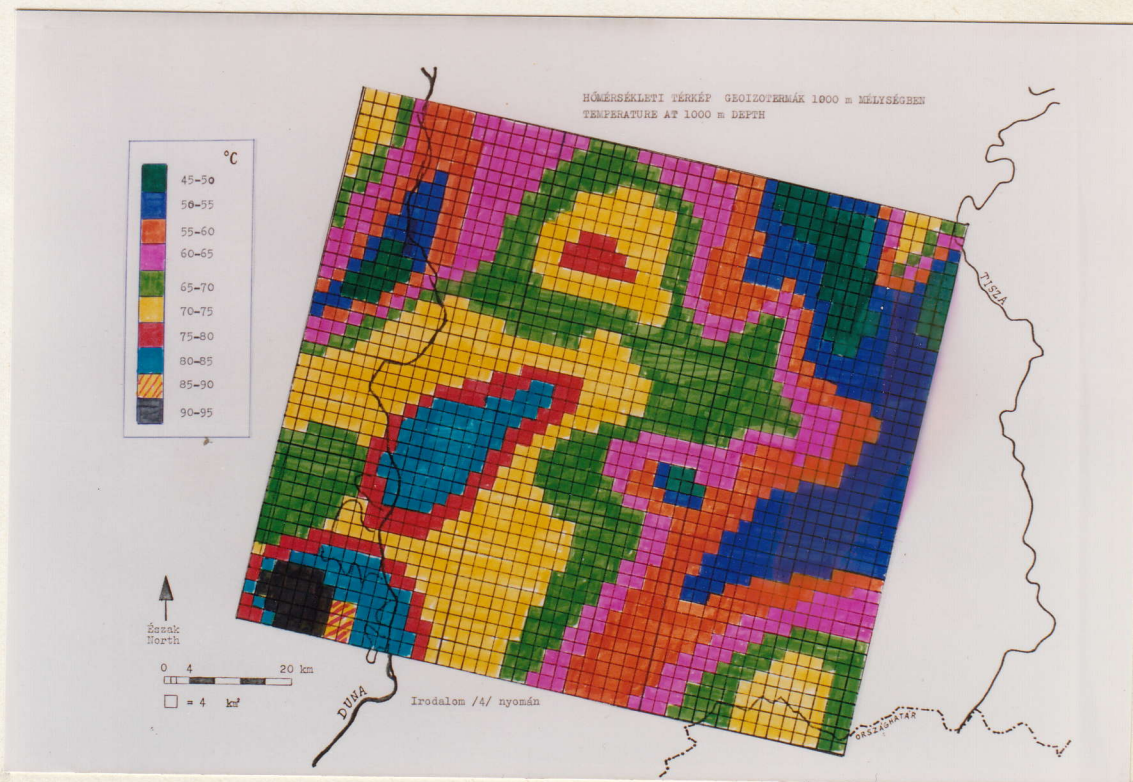 HŐMÉRSÉKLETI TÉRKÉP GEOIZOTERMÁK 1000 m MÉLYSÉGBEN
TEMPERATURE AT 1000 m DEPTH
°C
45-50
50-55
55-60
60-65
65-70
70-75
75-80
80-85
85-90
90-95
TISZA
Észak
North
0 4 20 km
= 4 km²
DUNA
Irodalom /4/ nyomán
ORSZÁGHATÁR